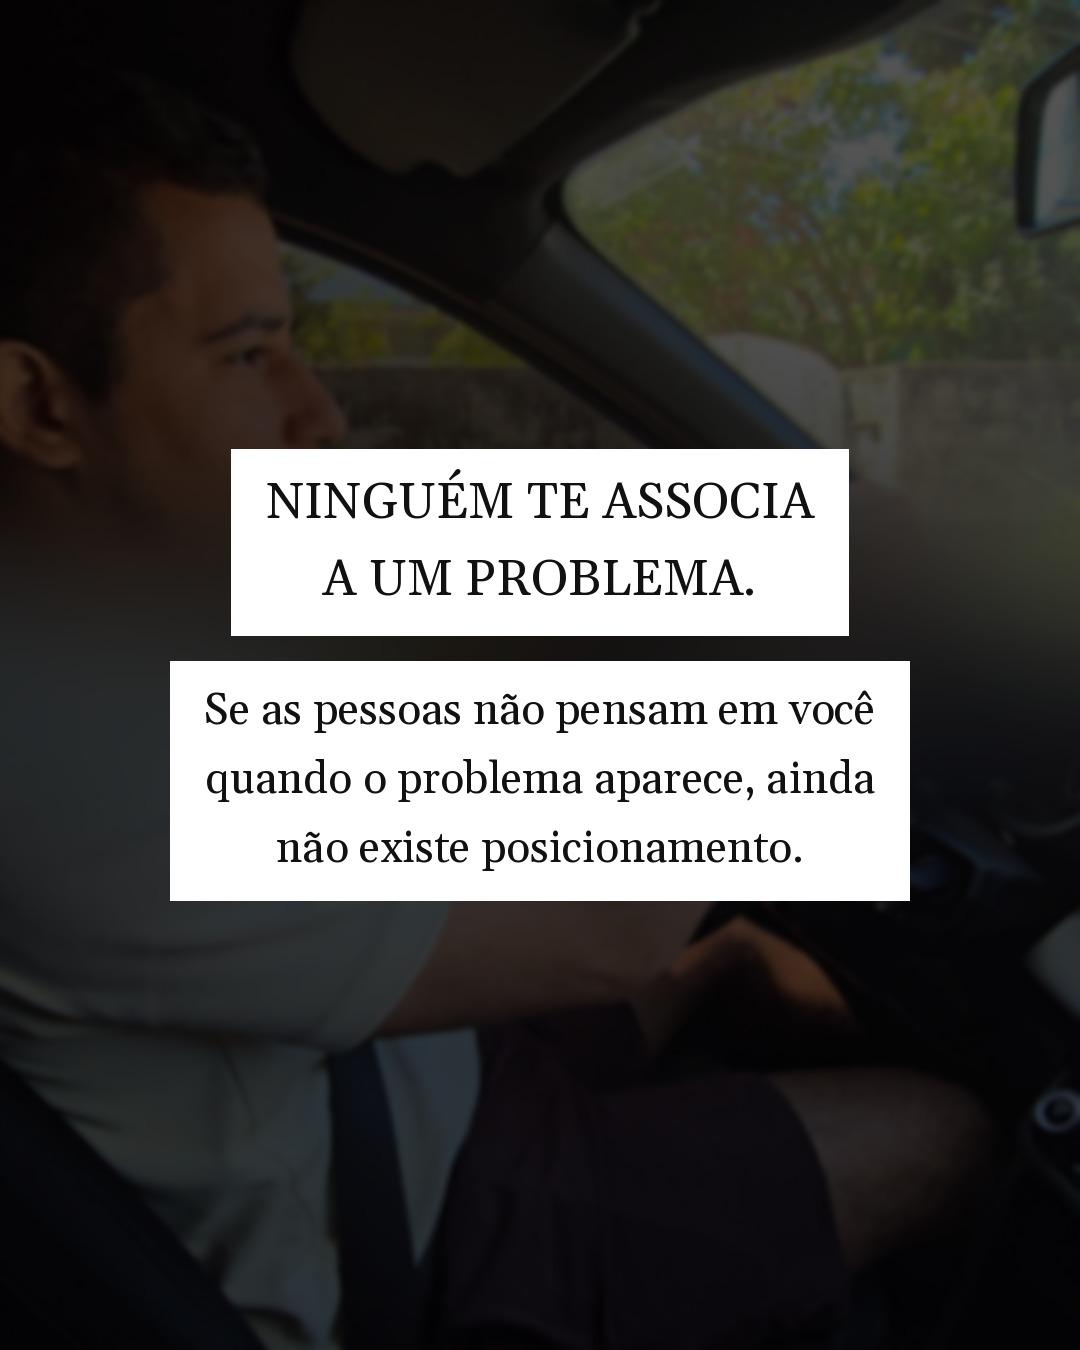 NINGUÉM TE ASSOCIA
A UM PROBLEMA.
Se as pessoas não pensam em você
quando o problema aparece, ainda
não existe posicionamento.